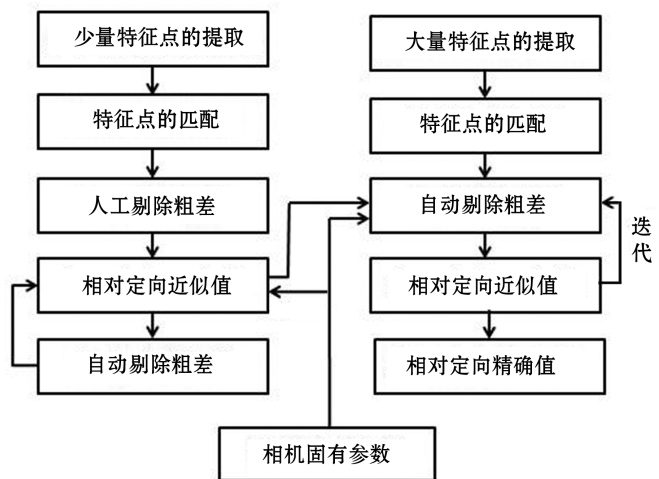 少量特征点的提取
特征点的匹配
人工剔除粗差
相对定向近似值
自动剔除粗差
大量特征点的提取
特征点的匹配
自动剔除粗差
相对定向近似值
相对定向精确值
迭代
相机固有参数